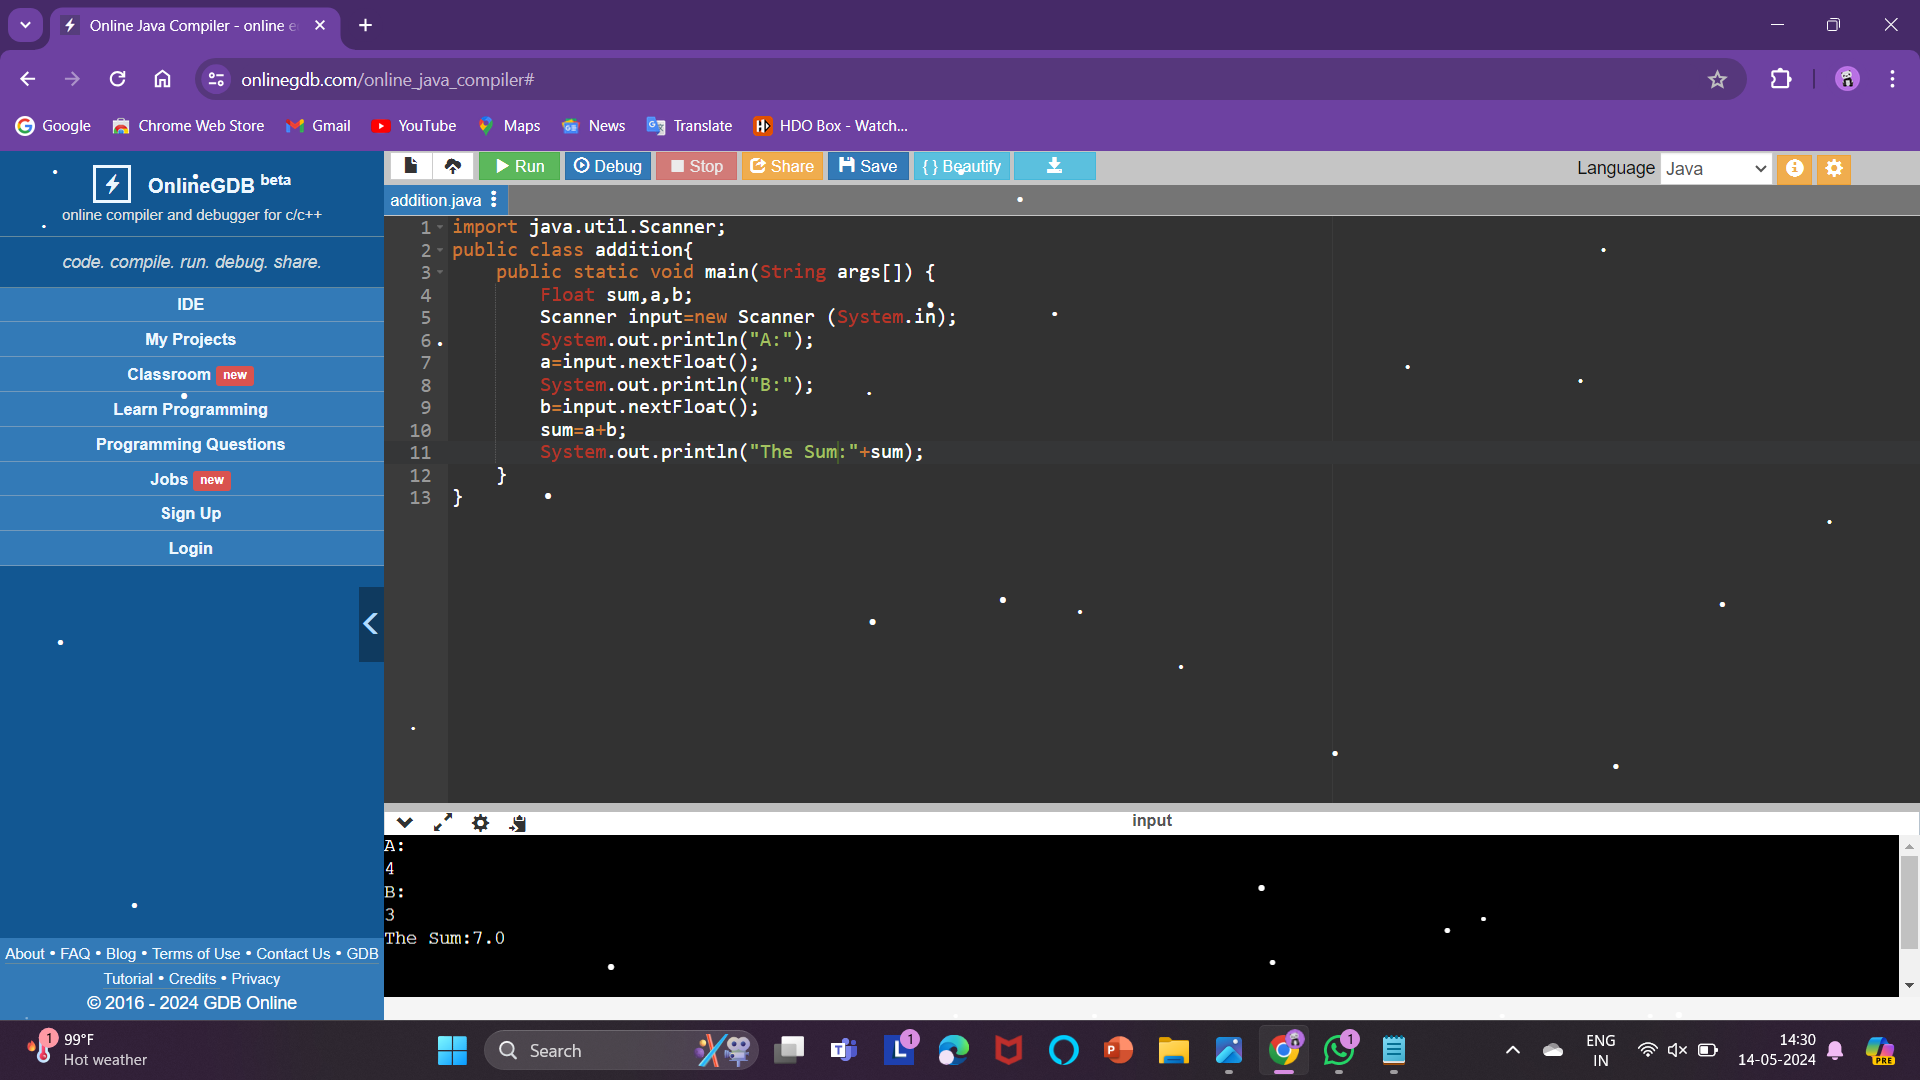 Online Java Compiler - online e
onlinegdb.com/online_java_compiler#
Google Chrome Web Store Gmail YouTube Maps News Translate HDO Box - Watch...
OnlineGDB beta
online compiler and debugger for c/c++
code. compile. run. debug. share.
IDE
My Projects
Classroom new
Learn Programming
Programming Questions
Jobs new
Sign Up
Login
About • FAQ • Blog • Terms of Use • Contact Us • GDB
Tutorial • Credits • Privacy
© 2016 - 2024 GDB Online
Run Debug Stop Share Save { } Beautify
Language Java
addition.java
1 import java.util.Scanner;
2 public class addition{
3     public static void main(String args[]) {
4         Float sum,a,b;
5         Scanner input=new Scanner (System.in);
6         System.out.println("A:");
7         a=input.nextFloat();
8         System.out.println("B:");
9         b=input.nextFloat();
10         sum=a+b;
11         System.out.println("The Sum:"+sum);
12     }
13 }
input
A:
4
B:
3
The Sum:7.0
1
99°F
Hot weather
Search
T
L 1
P
1
ENG
IN
14:30
14-05-2024
PRE